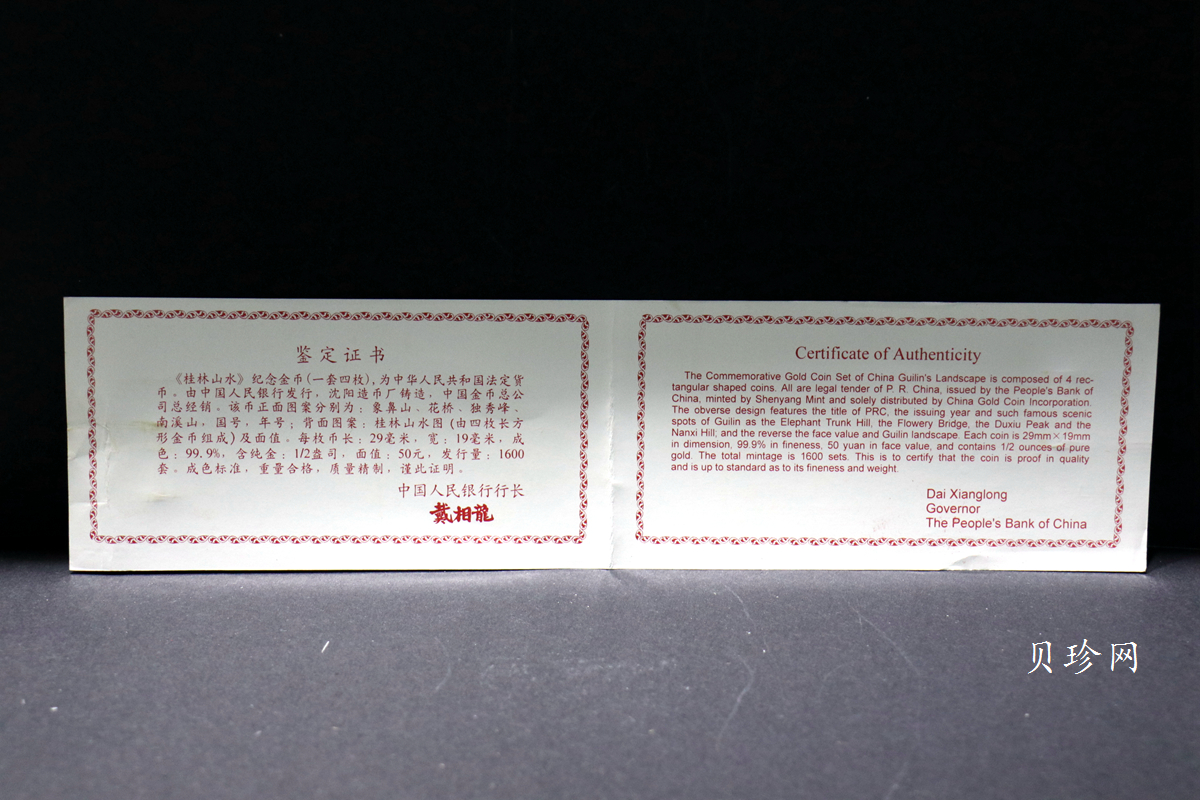 鉴定证书
《桂林山水》纪念金币(一套四枚),为中华人民共和国法定货
币。由中国人民银行发行,沈阳造币厂铸造,中国金币总公
司总经销。该币正面图案分别为:象鼻山、花桥、独秀峰、
南溪山,国号,年号;背面图案:桂林山水图(由四枚长方
形金币组成)及面值。每枚币长:29毫米,宽:19毫米,成
色:99.9%,含纯金:1/2盎司,面值:50元,发行量:1600
套。成色标准,重量合格,质量精制,谨此证明。
中国人民银行行长
戴相龍
Certificate of Authenticity
The Commemorative Gold Coin Set of China Guilin's Landscape is composed of 4 rec-
tangular shaped coins. All are legal tender of P. R. China, issued by the People's Bank of
China, minted by Shenyang Mint and solely distributed by China Gold Coin Incorporation.
The obverse design features the title of PRC, the issuing year and such famous scenic
spots of Guilin as the Elephant Trunk Hill, the Flowery Bridge, the Duxiu Peak and the
Nanxi Hill; and the reverse the face value and Guilin landscape. Each coin is 29mm×19mm
in dimension, 99.9% in fineness, 50 yuan in face value, and contains 1/2 ounces of pure
gold. The total mintage is 1600 sets. This is to certify that the coin is proof in quality
and is up to standard as to its fineness and weight.
Dai Xianglong
Governor
The People's Bank of China
贝珍网